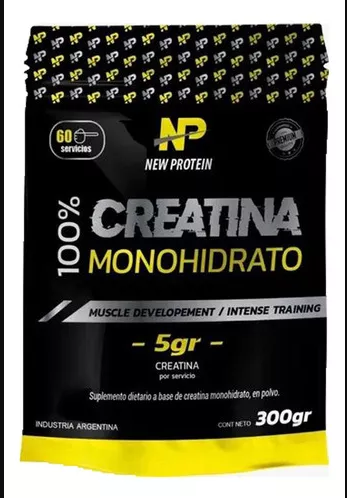 60
servicios
NP
NEW PROTEIN
PREMIUM
100%
CREATINA
MONOHIDRATO
MUSCLE DEVELOPEMENT / INTENSE TRAINING
- 5gr -
CREATINA
por servicio
Suplemento dietario a base de creatina monohidrato, en polvo.
INDUSTRIA ARGENTINA
CONT NETO 300gr